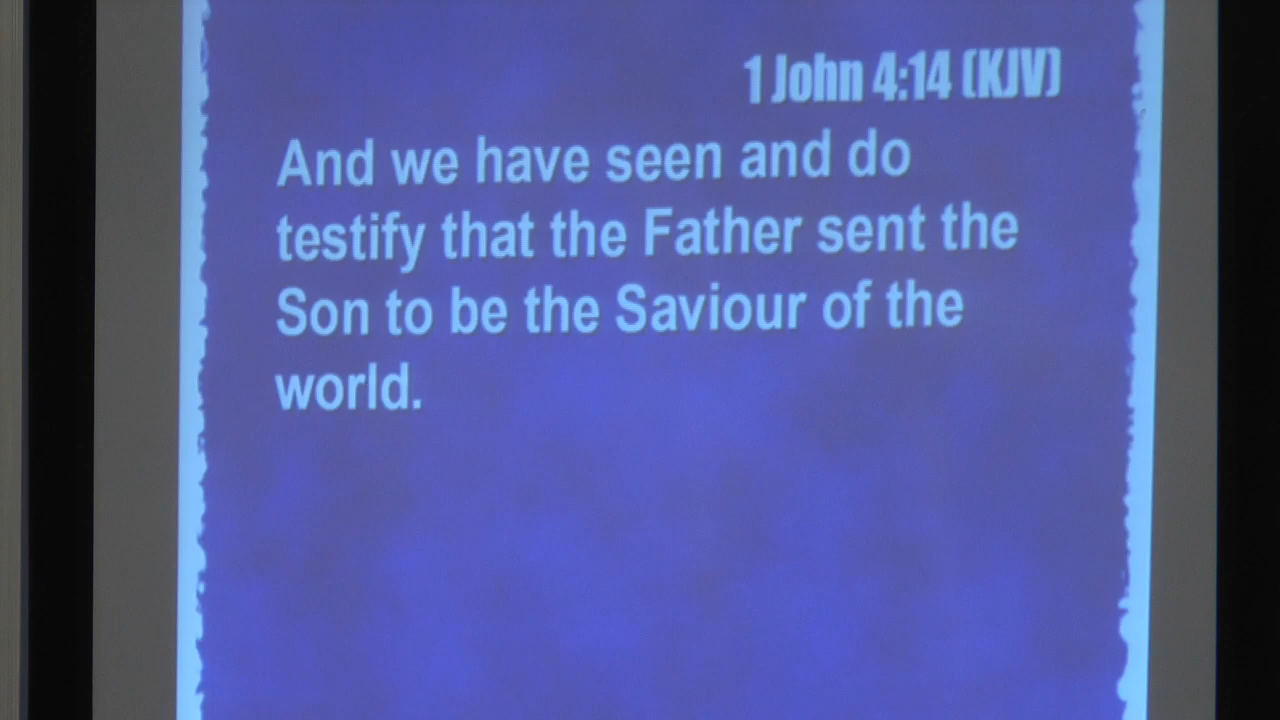 1 John 4:14 (KJV)
And we have seen and do
testify that the Father sent the
Son to be the Saviour of the
world.